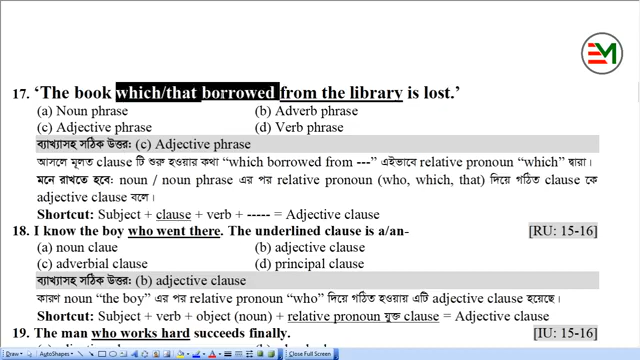 EM
17. ‘The book which/that borrowed from the library is lost.’
(a) Noun phrase (b) Adverb phrase
(c) Adjective phrase (d) Verb phrase
ব্যাখ্যাসহ সঠিক উত্তর: (c) Adjective phrase
আসলে মূলত clause টি শুরু হওয়ার কথা “which borrowed from ---” এইভাবে relative pronoun “which” দ্বারা।
মনে রাখতে হবে: noun / noun phrase এর পর relative pronoun (who, which, that) দিয়ে গঠিত clause কে
adjective clause বলে।
Shortcut: Subject + clause + verb + ----- = Adjective clause
18. I know the boy who went there. The underlined clause is a/an- [RU: 15-16]
(a) noun claue (b) adjective clause
(c) adverbial clause (d) principal clause
ব্যাখ্যাসহ সঠিক উত্তর: (b) adjective clause
কারণ noun “the boy” এর পর relative pronoun “who” দিয়ে গঠিত হওয়ায় এটি adjective clause হয়েছে।
Shortcut: Subject + verb + object (noun) + relative pronoun যুক্ত clause = Adjective clause
19. The man who works hard succeeds finally. [IU: 15-16]
Draw AutoShapes Close Full Screen